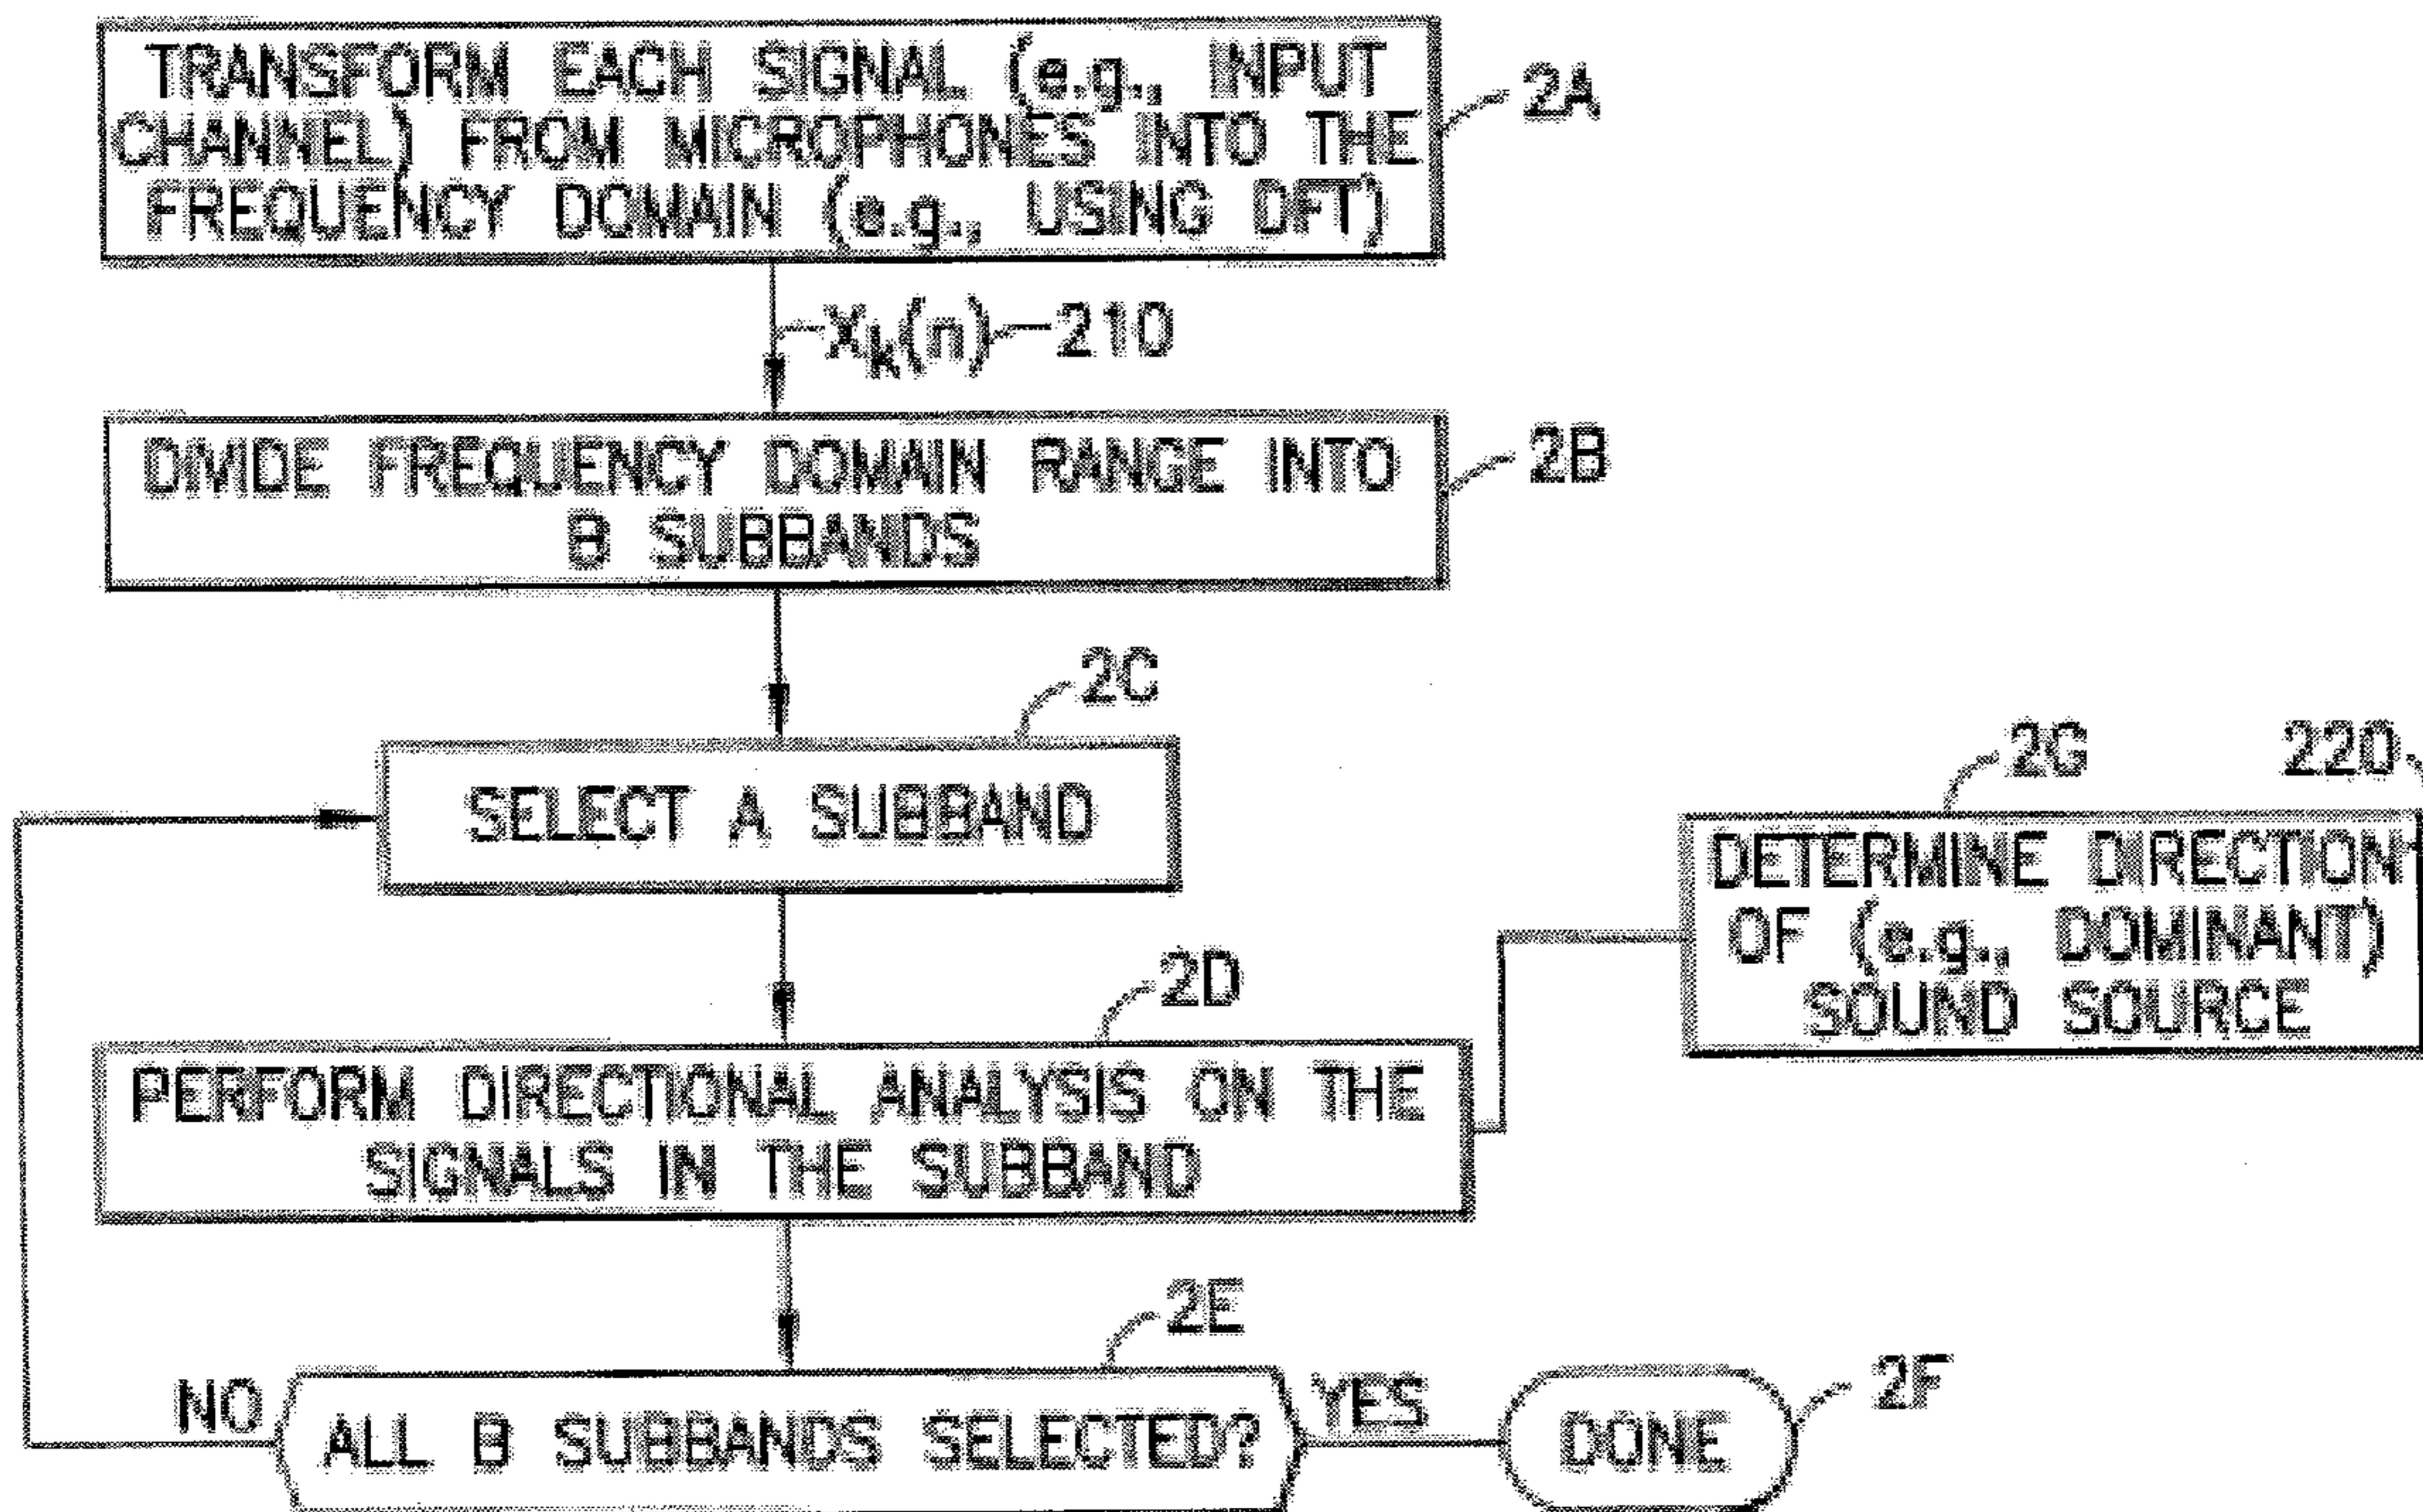 TRANSFORM EACH SIGNAL (e.g., INPUT
CHANNEL) FROM MICROPHONES INTO THE
FREQUENCY DOMAIN (e.g., USING DFT)
2A
Xk(n) 210
DIVIDE FREQUENCY DOMAIN RANGE INTO
B SUBBANDS
2B
2C
SELECT A SUBBAND
2G
220
DETERMINE DIRECTION
OF (e.g., DOMINANT)
SOUND SOURCE
2D
PERFORM DIRECTIONAL ANALYSIS ON THE
SIGNALS IN THE SUBBAND
2E
NO
ALL B SUBBANDS SELECTED?
YES
DONE
2F